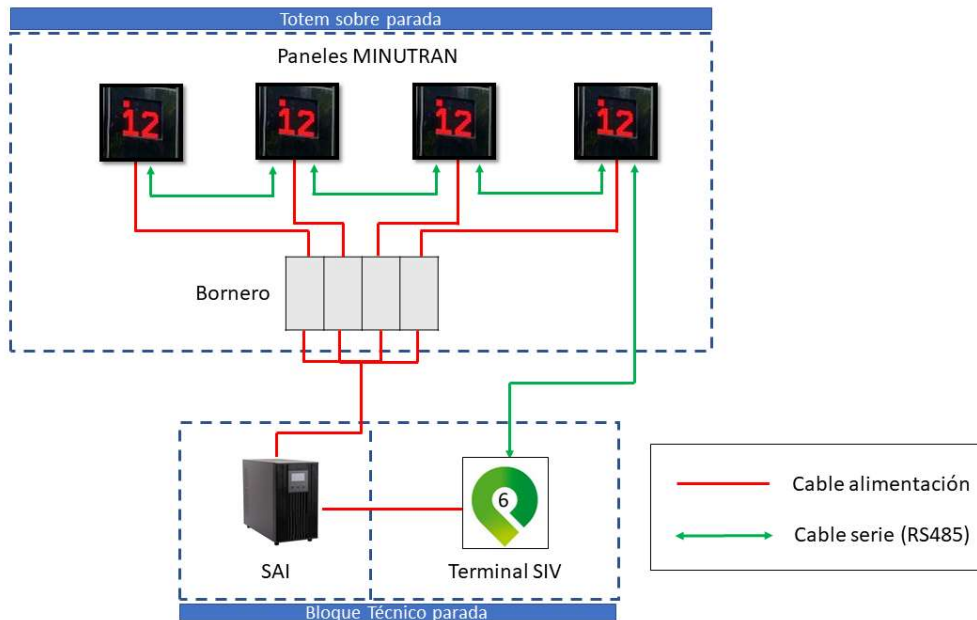 Totem sobre parada
Paneles MINUTRAN
12
12
12
12
Bornero
6
Cable alimentación
Cable serie (RS485)
SAI
Terminal SIV
Bloque Técnico parada